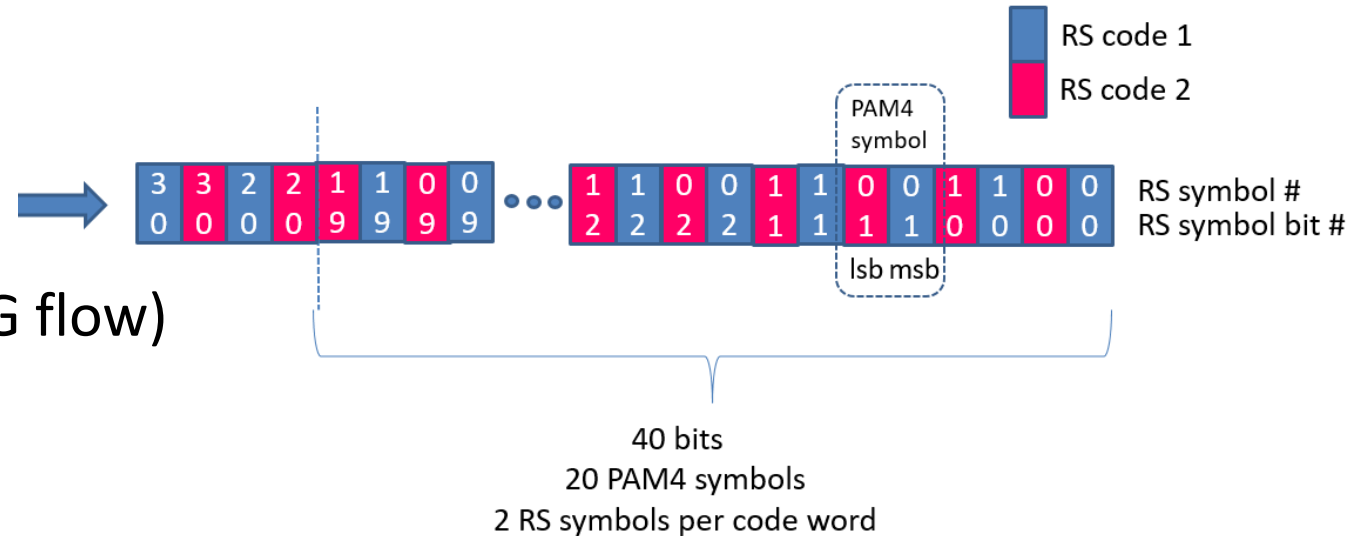 RS code 1
RS code 2
PAM4
symbol
3 3 2 2 1 1 0 0 1 1 0 0 1 1 0 0 1 1 0 0
0 0 0 0 9 9 9 9 2 2 2 2 1 1 1 1 0 0 0 0
RS symbol #
RS symbol bit #
lsb msb
G flow)
40 bits
20 PAM4 symbols
2 RS symbols per code word